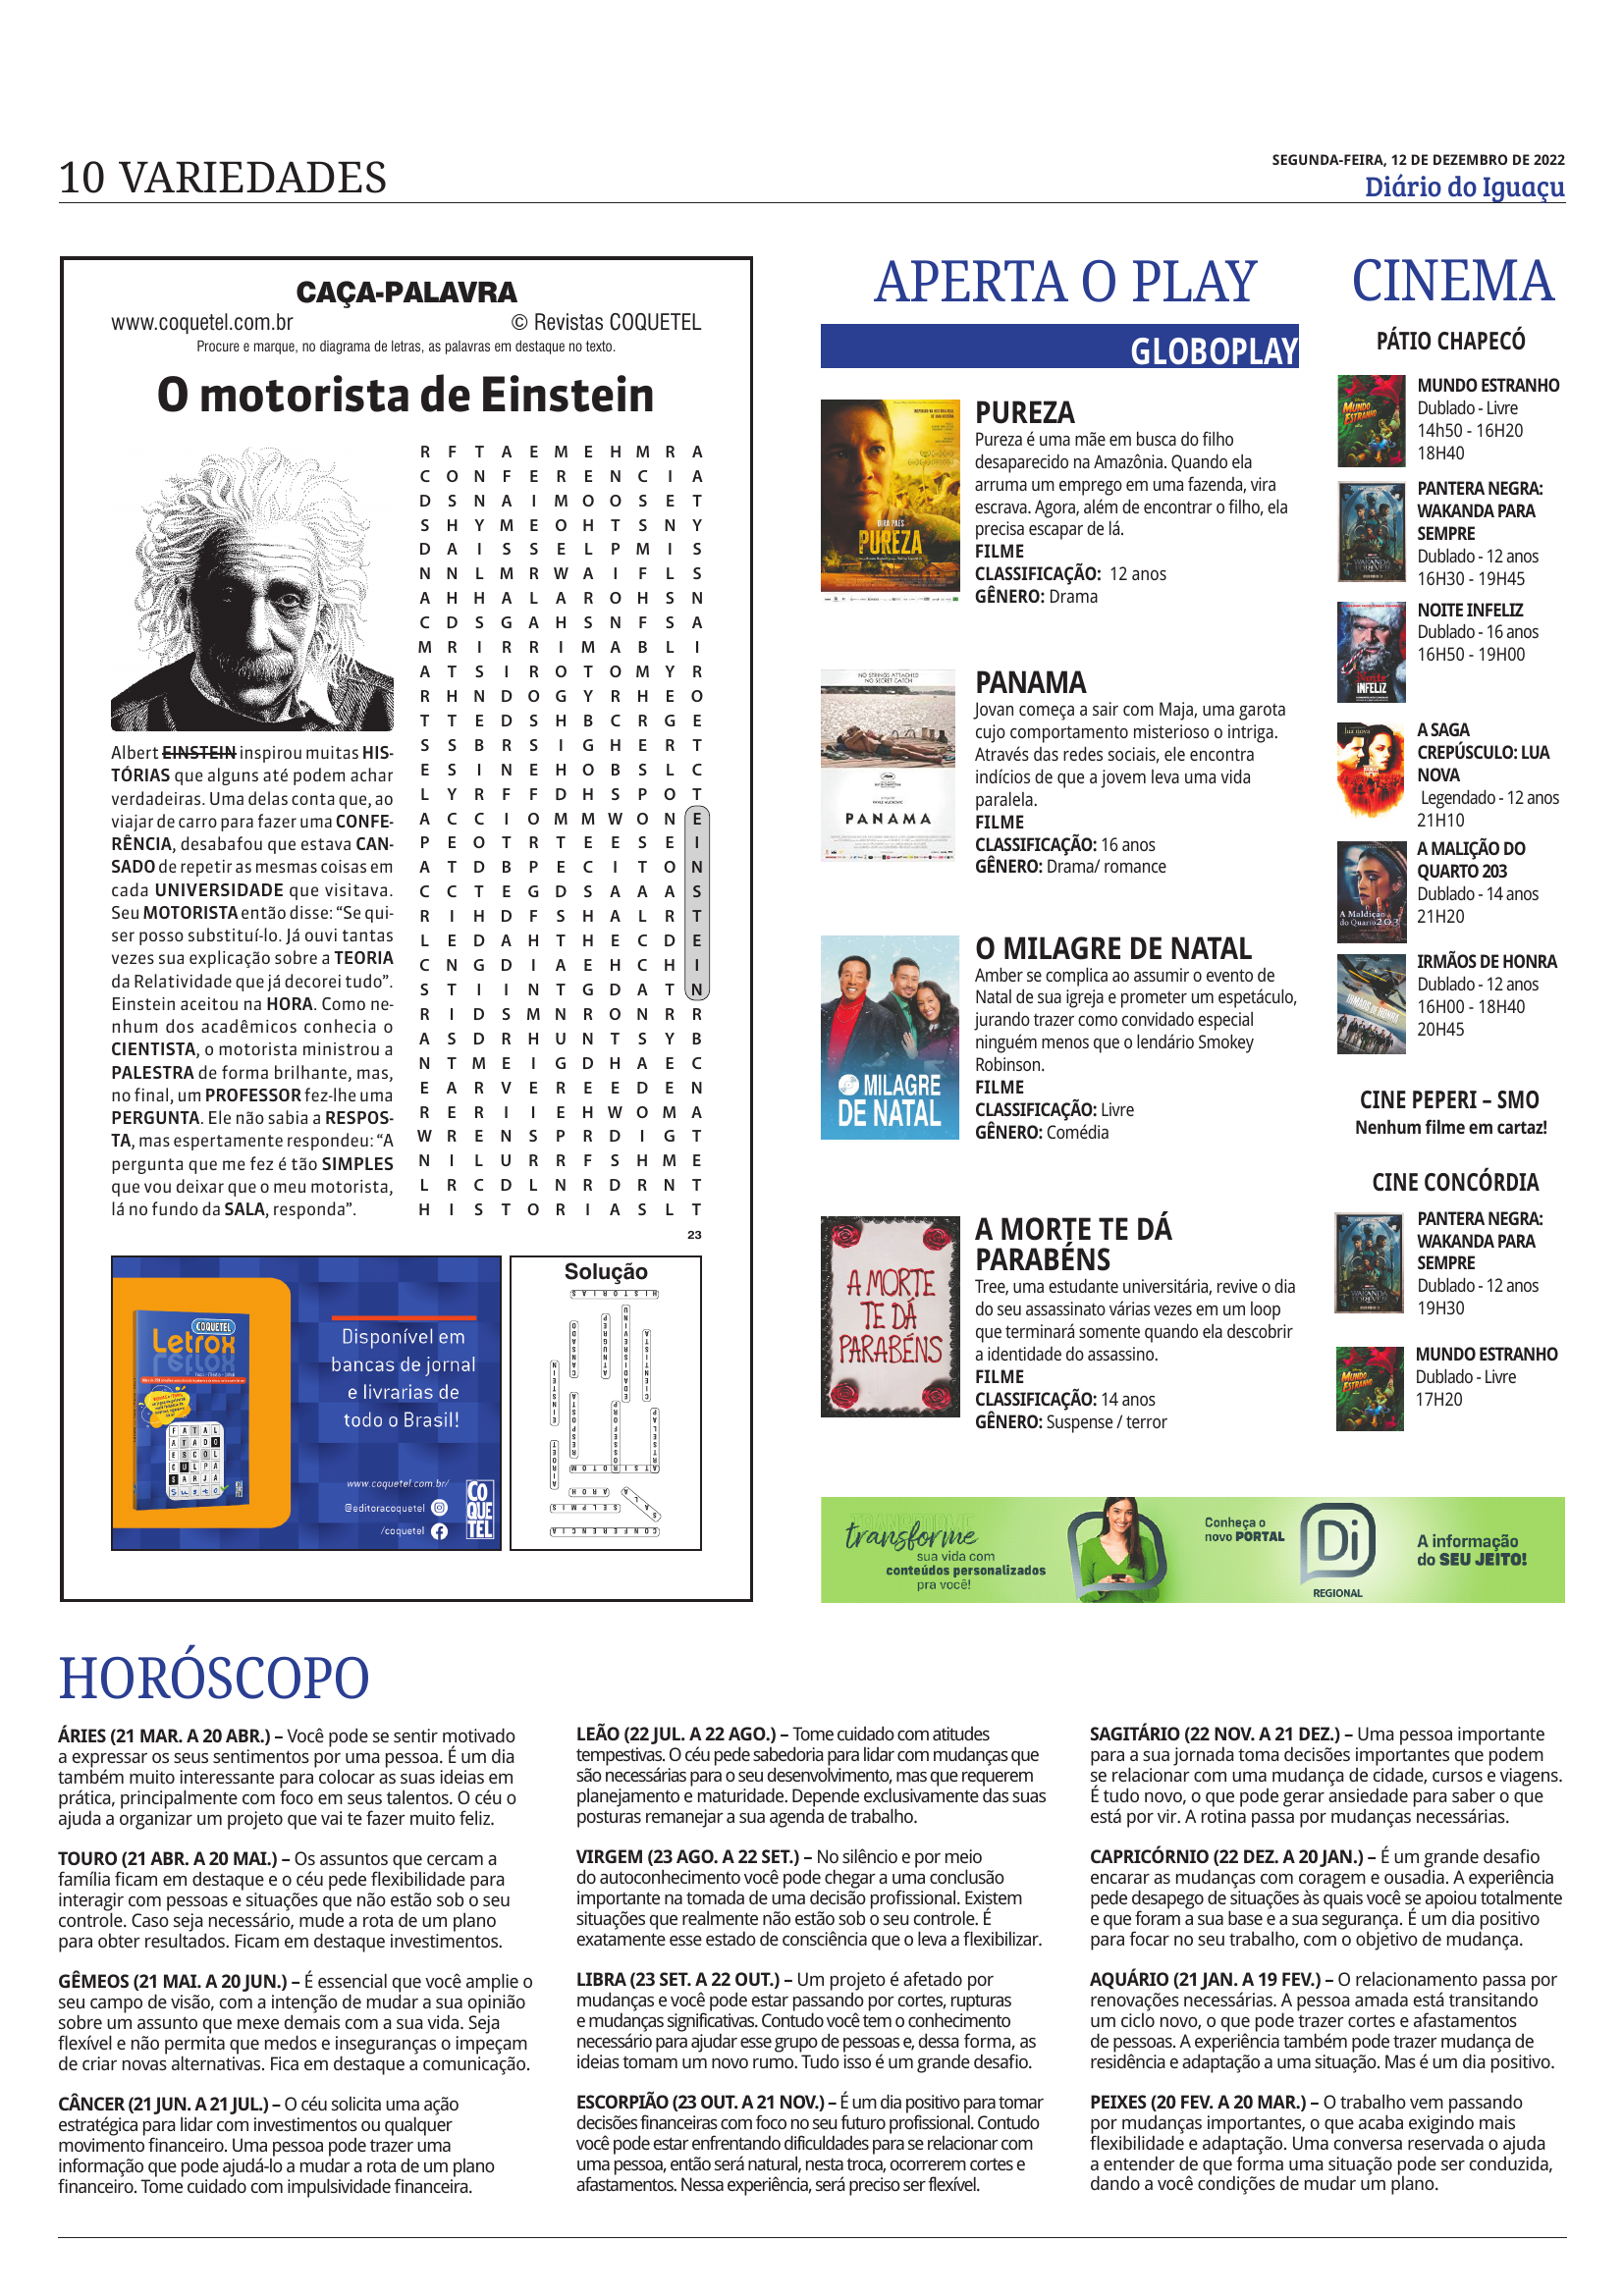 10 VARIEDADES
SEGUNDA-FEIRA, 12 DE DEZEMBRO DE 2022
Diário do Iguaçu
CAÇA-PALAVRA
www.coquetel.com.br
© Revistas COQUETEL
Procure e marque, no diagrama de letras, as palavras em destaque no texto.
O motorista de Einstein
Albert EINSTEIN inspirou muitas HIS-
TÓRIAS que alguns até podem achar
verdadeiras. Uma delas conta que, ao
viajar de carro para fazer uma CONFE-
RÊNCIA, desabafou que estava CAN-
SADO de repetir as mesmas coisas em
cada UNIVERSIDADE que visitava.
Seu MOTORISTA então disse: “Se qui-
ser posso substituí-lo. Já ouvi tantas
vezes sua explicação sobre a TEORIA
da Relatividade que já decorei tudo”.
Einstein aceitou na HORA. Como ne-
nhum dos acadêmicos conhecia o
CIENTISTA, o motorista ministrou a
PALESTRA de forma brilhante, mas,
no final, um PROFESSOR fez-lhe uma
PERGUNTA. Ele não sabia a RESPOS-
TA, mas espertamente respondeu: “A
pergunta que me fez é tão SIMPLES
que vou deixar que o meu motorista,
lá no fundo da SALA, responda”.
R F T A E M E H M R A
C O N F E R E N C I A
D S N A I M O O S E T
S H Y M E O H T S N Y
D A I S S E L P M I S
N N L M R W A I F L S
A H H A L A R O H S N
C D S G A H S N F S A
M R I R R I M A B L I
A T S I R O T O M Y R
R H N D O G Y R H E O
T T E D S H B C R G E
S S B R S I G H E R T
E S I N E H O B S L C
L Y R F F D H S P O T
A C C I O M M W O N E
P E O T R T E E S E I
A T D B P E C I T O N
C C T E G D S A A A S
R I H D F S H A L R T
L E D A H T H E C D E
C N G D I A E H C H I
S T I I N T G D A T N
R I D S M N R O N R R
A S D R H U N T S Y B
N T M E I G D H A E C
E A R V E R E E D E N
R E R I I E H W O M A
W R E N S P R D I G T
N I L U R R F S H M E
L R C D L N R D R N T
H I S T O R I A S L T
23
COQUETEL
Letrox
Disponível em
bancas de jornal
e livrarias de
todo o Brasil!
www.coquetel.com.br/
@editoracoquetel
/coquetel
CO
QUE
TEL
Solução
HISTORIAS
UNIVERSIDADE
PERGUNTA
CANSADO
CIENTISTA
EINSTEIN
RESPOSTA
PROFESSOR
PALESTRA
TEORIA
MOTORISTA
HORA
SALA
SIMPLES
CONFERENCIA
APERTA O PLAY
GLOBOPLAY
PUREZA
PUREZA
Pureza é uma mãe em busca do filho
desaparecido na Amazônia. Quando ela
arruma um emprego em uma fazenda, vira
escrava. Agora, além de encontrar o filho, ela
precisa escapar de lá.
FILME
CLASSIFICAÇÃO: 12 anos
GÊNERO: Drama
PANAMA
PANAMA
Jovan começa a sair com Maja, uma garota
cujo comportamento misterioso o intriga.
Através das redes sociais, ele encontra
indícios de que a jovem leva uma vida
paralela.
FILME
CLASSIFICAÇÃO: 16 anos
GÊNERO: Drama/ romance
O MILAGRE
DE NATAL
O MILAGRE DE NATAL
Amber se complica ao assumir o evento de
Natal de sua igreja e prometer um espetáculo,
jurando trazer como convidado especial
ninguém menos que o lendário Smokey
Robinson.
FILME
CLASSIFICAÇÃO: Livre
GÊNERO: Comédia
A MORTE
TE DÁ
PARABÉNS
A MORTE TE DÁ
PARABÉNS
Tree, uma estudante universitária, revive o dia
do seu assassinato várias vezes em um loop
que terminará somente quando ela descobrir
a identidade do assassino.
FILME
CLASSIFICAÇÃO: 14 anos
GÊNERO: Suspense / terror
CINEMA
PÁTIO CHAPECÓ
MUNDO ESTRANHO
Dublado - Livre
14h50 - 16H20
18H40
PANTERA NEGRA:
WAKANDA PARA
SEMPRE
Dublado - 12 anos
16H30 - 19H45
NOITE INFELIZ
Dublado - 16 anos
16H50 - 19H00
A SAGA
CREPÚSCULO: LUA
NOVA
Legendado - 12 anos
21H10
A MALIÇÃO DO
QUARTO 203
Dublado - 14 anos
21H20
IRMÃOS DE HONRA
Dublado - 12 anos
16H00 - 18H40
20H45
CINE PEPERI – SMO
Nenhum filme em cartaz!
CINE CONCÓRDIA
PANTERA NEGRA:
WAKANDA PARA
SEMPRE
Dublado - 12 anos
19H30
MUNDO ESTRANHO
Dublado - Livre
17H20
transforme
sua vida com
conteúdos personalizados
pra você!
Conheça o
novo PORTAL
Di
REGIONAL
A informação
do SEU JEITO!
HORÓSCOPO
ÁRIES (21 MAR. A 20 ABR.) – Você pode se sentir motivado
a expressar os seus sentimentos por uma pessoa. É um dia
também muito interessante para colocar as suas ideias em
prática, principalmente com foco em seus talentos. O céu o
ajuda a organizar um projeto que vai te fazer muito feliz.
TOURO (21 ABR. A 20 MAI.) – Os assuntos que cercam a
família ficam em destaque e o céu pede flexibilidade para
interagir com pessoas e situações que não estão sob o seu
controle. Caso seja necessário, mude a rota de um plano
para obter resultados. Ficam em destaque investimentos.
GÊMEOS (21 MAI. A 20 JUN.) – É essencial que você amplie o
seu campo de visão, com a intenção de mudar a sua opinião
sobre um assunto que mexe demais com a sua vida. Seja
flexível e não permita que medos e inseguranças o impeçam
de criar novas alternativas. Fica em destaque a comunicação.
CÂNCER (21 JUN. A 21 JUL.) – O céu solicita uma ação
estratégica para lidar com investimentos ou qualquer
movimento financeiro. Uma pessoa pode trazer uma
informação que pode ajudá-lo a mudar a rota de um plano
financeiro. Tome cuidado com impulsividade financeira.
LEÃO (22 JUL. A 22 AGO.) – Tome cuidado com atitudes
tempestivas. O céu pede sabedoria para lidar com mudanças que
são necessárias para o seu desenvolvimento, mas que requerem
planejamento e maturidade. Depende exclusivamente das suas
posturas remanejar a sua agenda de trabalho.
VIRGEM (23 AGO. A 22 SET.) – No silêncio e por meio
do autoconhecimento você pode chegar a uma conclusão
importante na tomada de uma decisão profissional. Existem
situações que realmente não estão sob o seu controle. É
exatamente esse estado de consciência que o leva a flexibilizar.
LIBRA (23 SET. A 22 OUT.) – Um projeto é afetado por
mudanças e você pode estar passando por cortes, rupturas
e mudanças significativas. Contudo você tem o conhecimento
necessário para ajudar esse grupo de pessoas e, dessa forma, as
ideias tomam um novo rumo. Tudo isso é um grande desafio.
ESCORPIÃO (23 OUT. A 21 NOV.) – É um dia positivo para tomar
decisões financeiras com foco no seu futuro profissional. Contudo
você pode estar enfrentando dificuldades para se relacionar com
uma pessoa, então será natural, nesta troca, ocorrerem cortes e
afastamentos. Nessa experiência, será preciso ser flexível.
SAGITÁRIO (22 NOV. A 21 DEZ.) – Uma pessoa importante
para a sua jornada toma decisões importantes que podem
se relacionar com uma mudança de cidade, cursos e viagens.
É tudo novo, o que pode gerar ansiedade para saber o que
está por vir. A rotina passa por mudanças necessárias.
CAPRICÓRNIO (22 DEZ. A 20 JAN.) – É um grande desafio
encarar as mudanças com coragem e ousadia. A experiência
pede desapego de situações às quais você se apoiou totalmente
e que foram a sua base e a sua segurança. É um dia positivo
para focar no seu trabalho, com o objetivo de mudança.
AQUÁRIO (21 JAN. A 19 FEV.) – O relacionamento passa por
renovações necessárias. A pessoa amada está transitando
um ciclo novo, o que pode trazer cortes e afastamentos
de pessoas. A experiência também pode trazer mudança de
residência e adaptação a uma situação. Mas é um dia positivo.
PEIXES (20 FEV. A 20 MAR.) – O trabalho vem passando
por mudanças importantes, o que acaba exigindo mais
flexibilidade e adaptação. Uma conversa reservada o ajuda
a entender de que forma uma situação pode ser conduzida,
dando a você condições de mudar um plano.